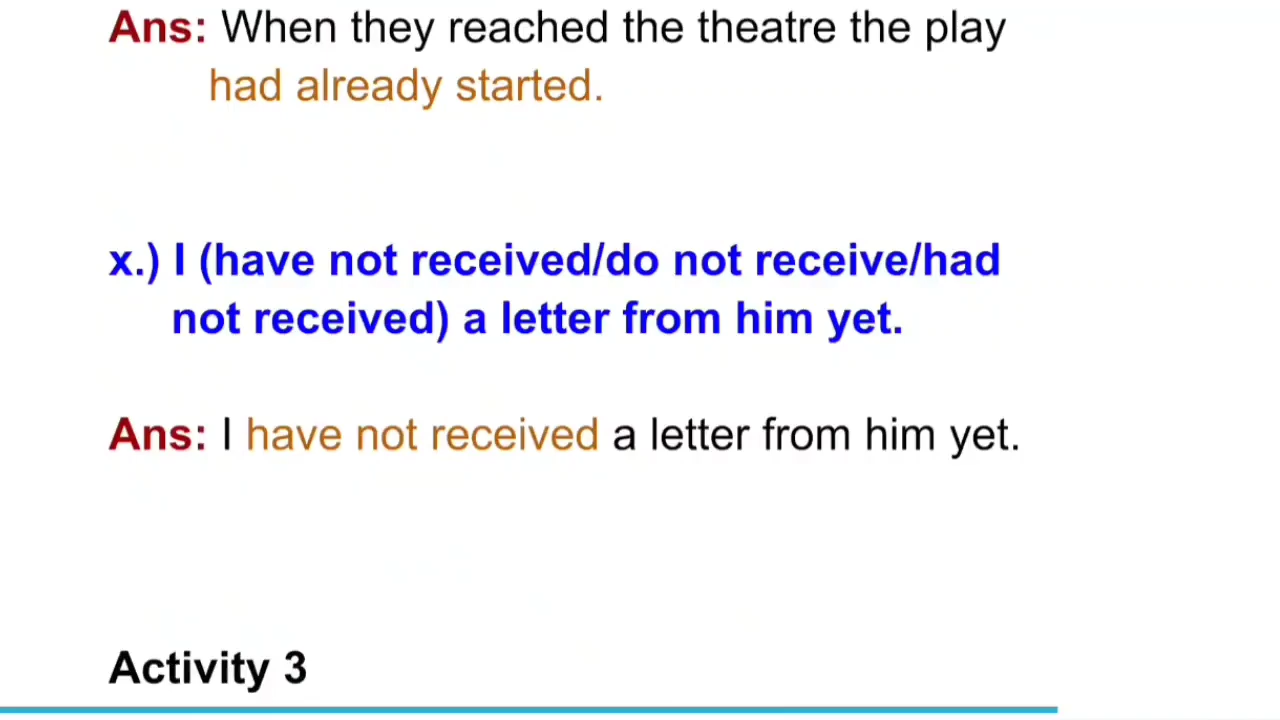 Ans: When they reached the theatre the play
had already started.
x.) I (have not received/do not receive/had
not received) a letter from him yet.
Ans: I have not received a letter from him yet.
Activity 3